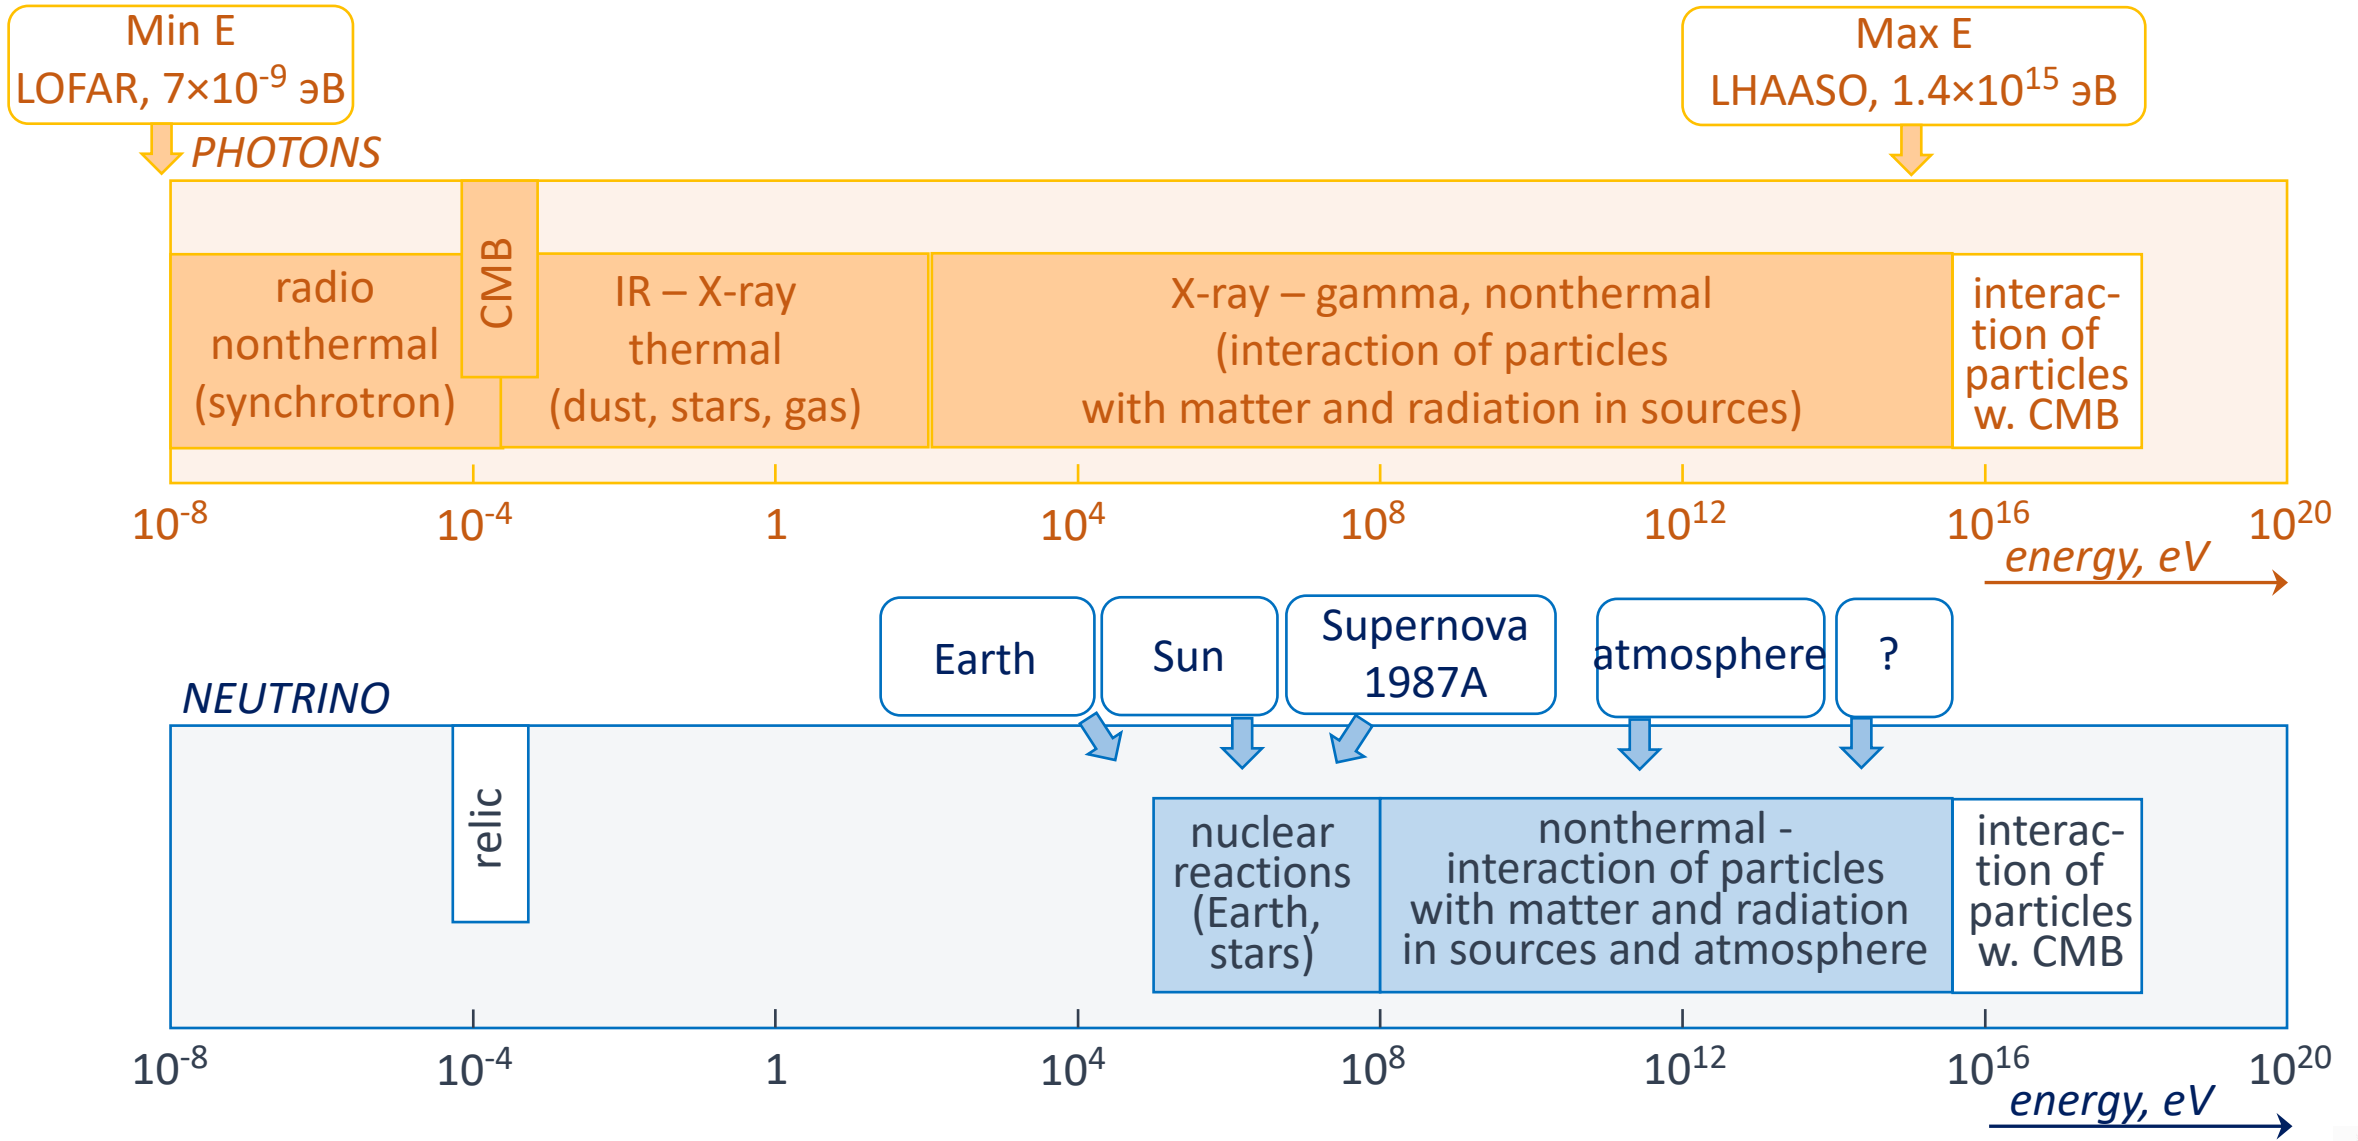 Min E
LOFAR, 7×10⁻⁹ эВ
Max E
LHAASO, 1.4×10¹⁵ эВ
PHOTONS
radio
nonthermal
(synchrotron)
CMB
IR – X-ray
thermal
(dust, stars, gas)
X-ray – gamma, nonthermal
(interaction of particles
with matter and radiation in sources)
interac-
tion of
particles
w. CMB
10⁻⁸ 10⁻⁴ 1 10⁴ 10⁸ 10¹² 10¹⁶ 10²⁰
energy, eV
Earth
Sun
Supernova
1987A
atmosphere
?
NEUTRINO
relic
nuclear
reactions
(Earth,
stars)
nonthermal -
interaction of particles
with matter and radiation
in sources and atmosphere
interac-
tion of
particles
w. CMB
10⁻⁸ 10⁻⁴ 1 10⁴ 10⁸ 10¹² 10¹⁶ 10²⁰
energy, eV